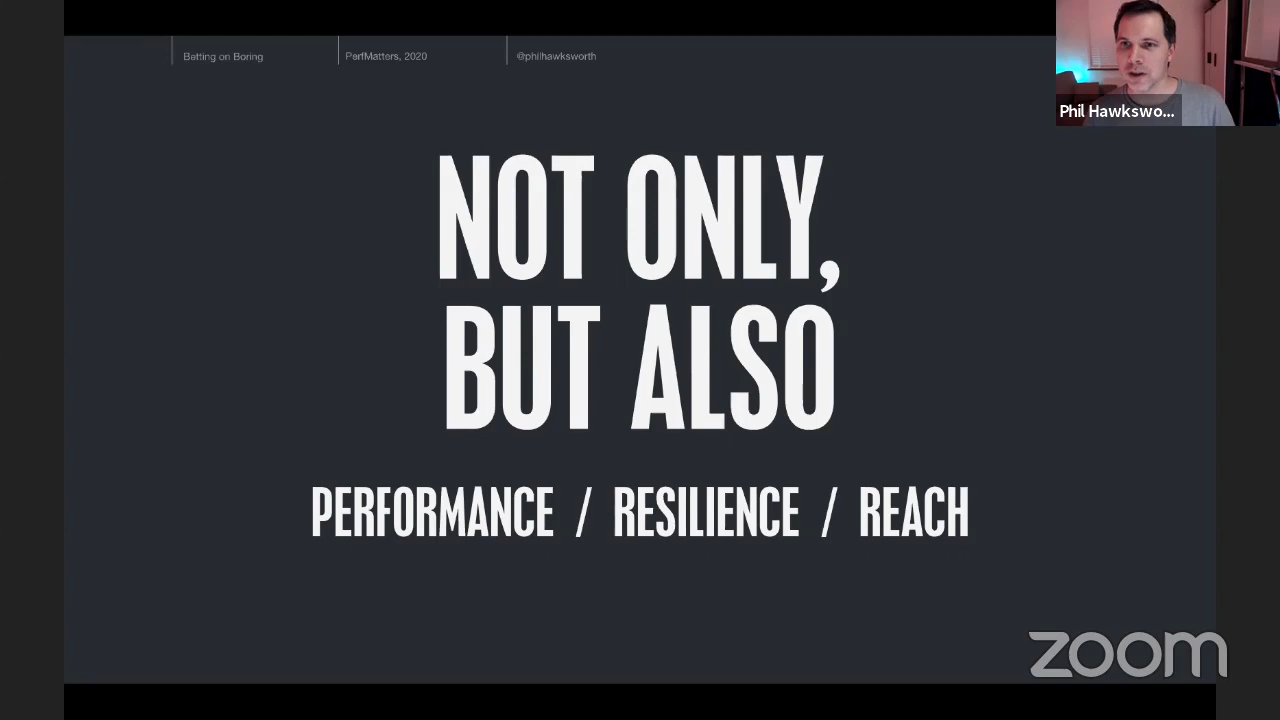 Betting on Boring
PerfMatters, 2020
@philhawksworth
Phil Hawkswo...
NOT ONLY,
BUT ALSO
PERFORMANCE / RESILIENCE / REACH
zoom